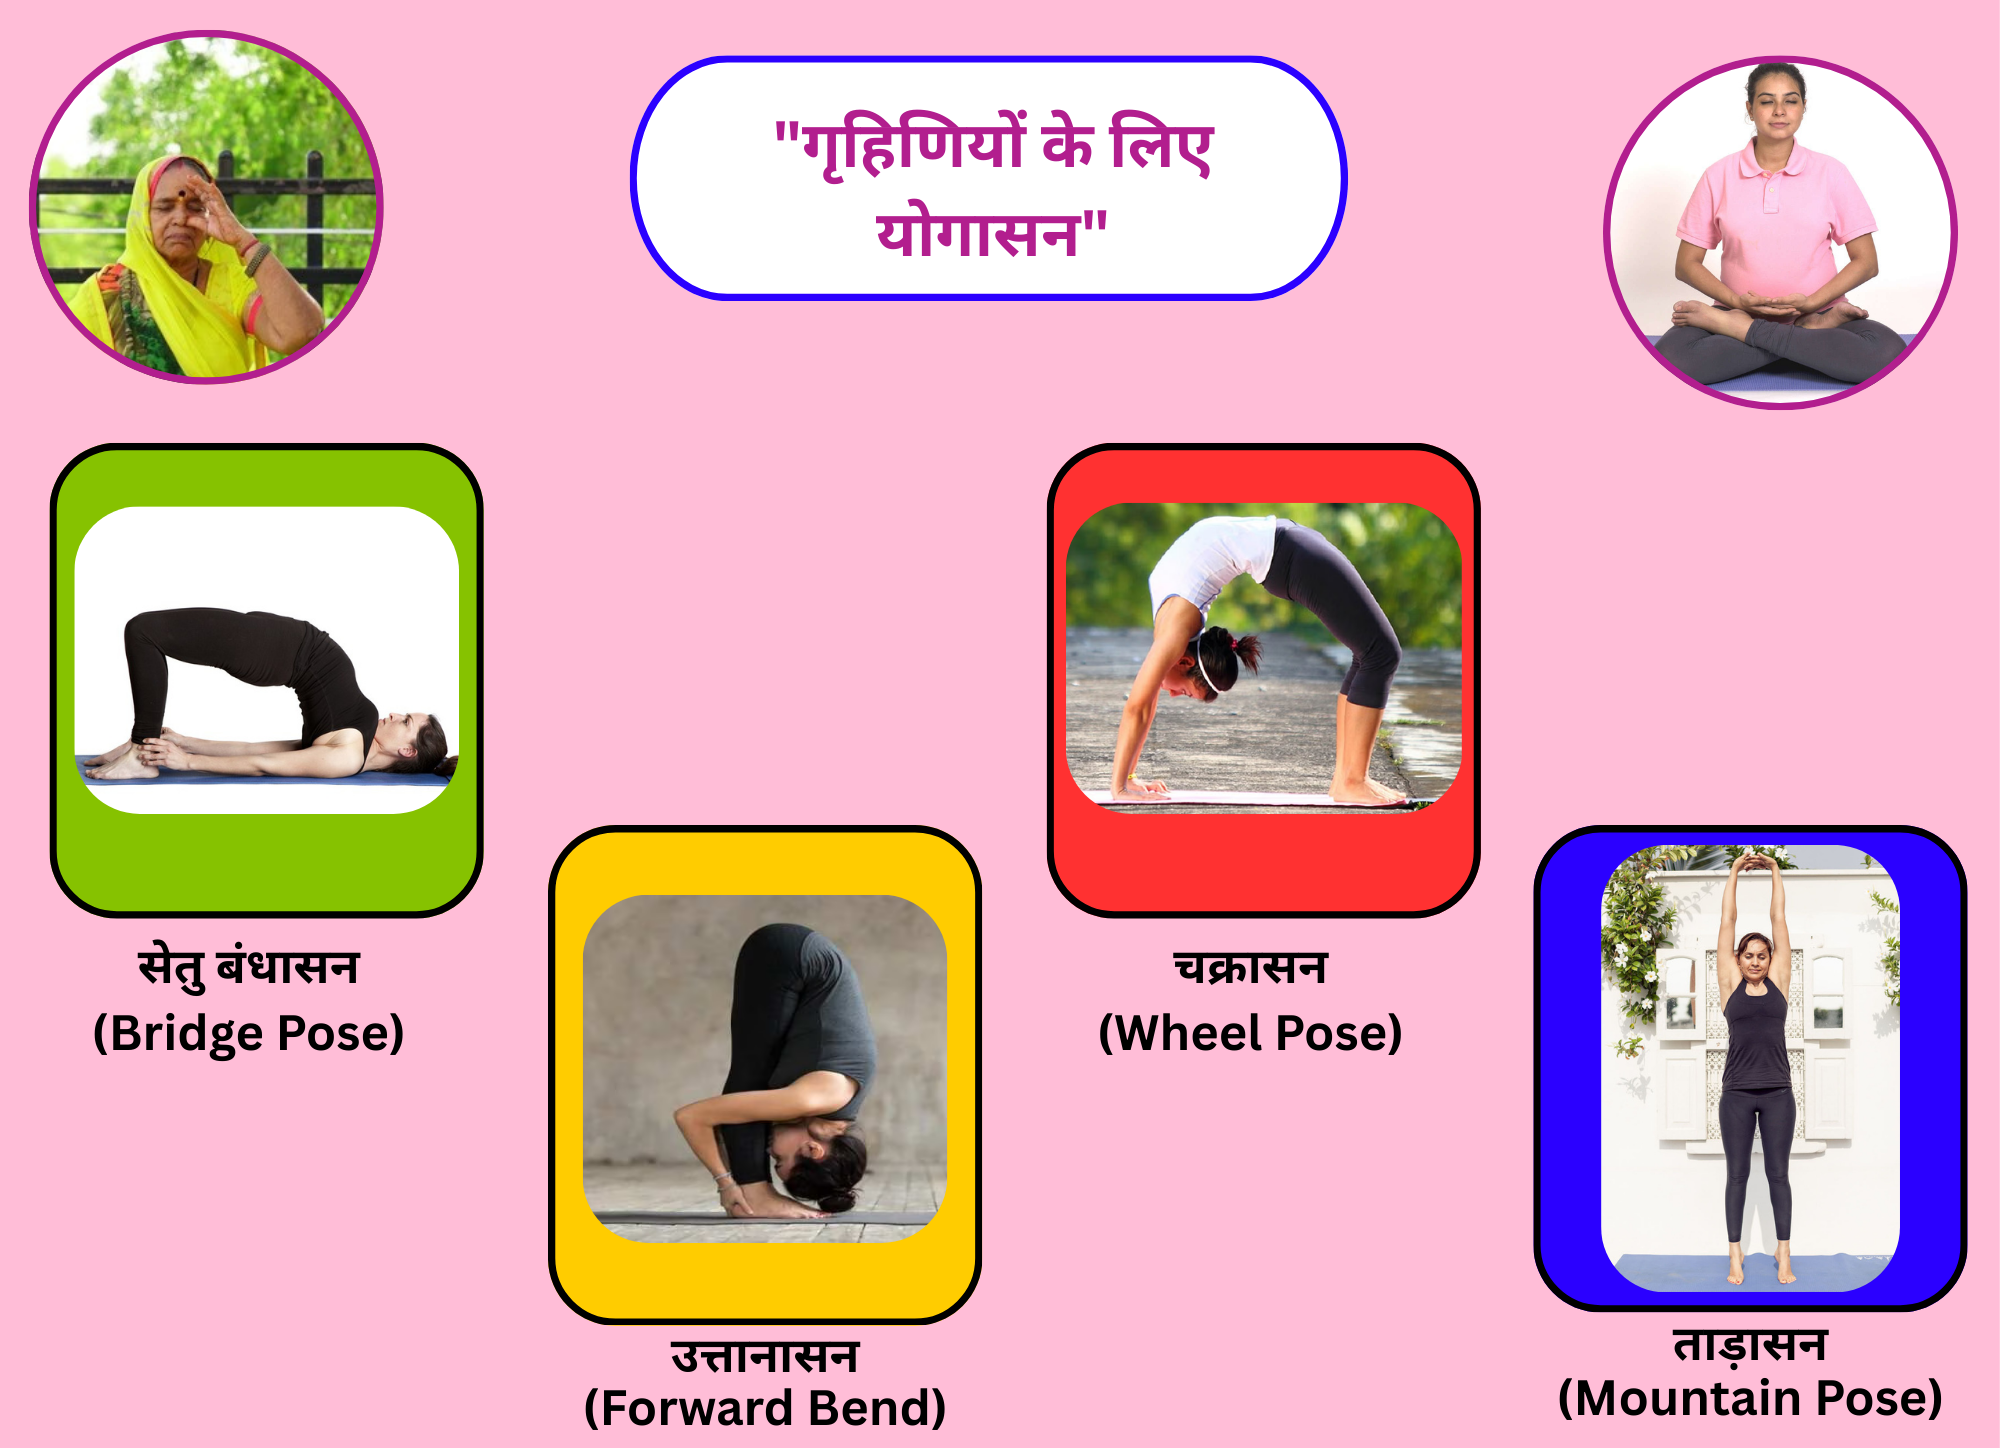 "गृहिणियों के लिए
योगासन"
सेतु बंधासन
(Bridge Pose)
उत्तानासन
(Forward Bend)
चक्रासन
(Wheel Pose)
ताड़ासन
(Mountain Pose)